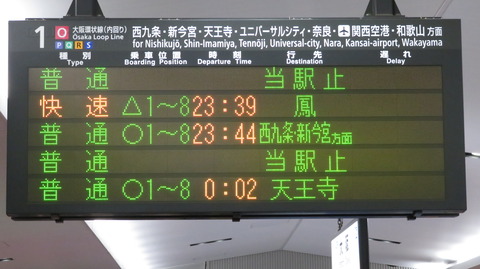 1 O 大阪環状線(内回り) Osaka Loop Line
P Q R S
西九条・新今宮・天王寺・ユニバーサルシティ・奈良・関西空港・和歌山 方面
for Nishikujō, Shin-Imamiya, Tennōji, Universal-city, Nara, Kansai-airport, Wakayama
種別 乗車位置 発車時刻 行先 遅れ
Type Boarding Position Departure Time Destination Delay
普通 当駅止
快速 △1～8 23:39 鳳
普通 ○1～8 23:44 西九条・新今宮方面
普通 当駅止
普通 ○1～8 0:02 天王寺